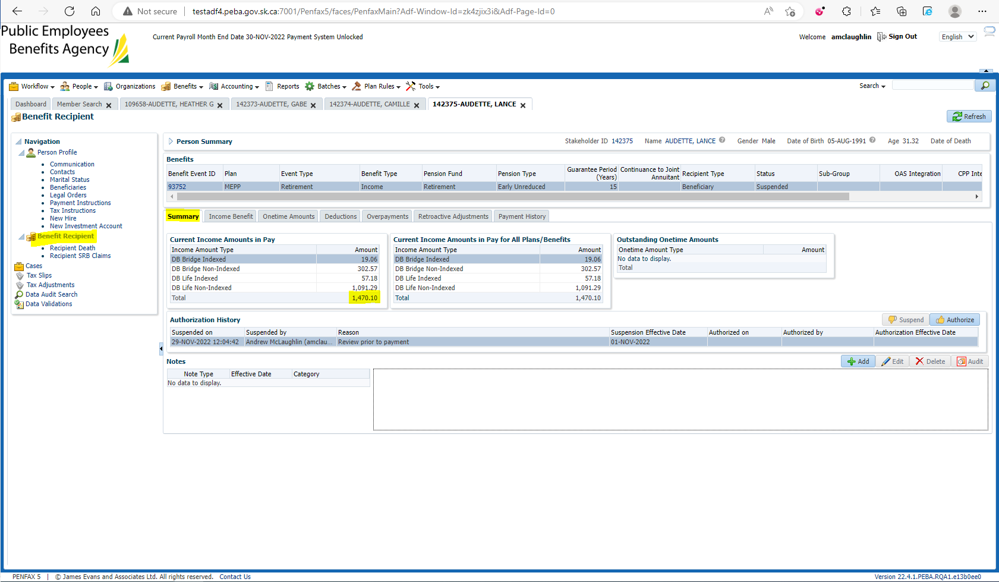 Not secure | testadf4.peba.gov.sk.ca:7001/Penfax5/faces/PenfaxMain?Adf-Window-Id=zk4zjix3i&Adf-Page-Id=0
Public Employees
Benefits Agency
Current Payroll Month End Date 30-NOV-2022 Payment System Unlocked
Welcome amclaughlin Sign Out English
Workflow People Organizations Benefits Accounting Reports Batches Plan Rules Tools Search
Dashboard Member Search 109658-AUDETTE, HEATHER G 142373-AUDETTE, GABE 142374-AUDETTE, CAMILLE 142375-AUDETTE, LANCE
Benefit Recipient Refresh
Navigation
Person Profile
Communication
Contacts
Marital Status
Beneficiaries
Legal Orders
Payment Instructions
Tax Instructions
New Hire
New Investment Account
Benefit Recipient
Recipient Death
Recipient SRB Claims
Cases
Tax Slips
Tax Adjustments
Data Audit Search
Data Validations
Person Summary Stakeholder ID 142375 Name AUDETTE, LANCE Gender Male Date of Birth 05-AUG-1991 Age 31.32 Date of Death
Benefits
Benefit Event ID Plan Event Type Benefit Type Pension Fund Pension Type Guarantee Period (Years) Continuance to Joint Annuitant Recipient Type Status Sub-Group OAS Integration CPP Inte
93752 MEPP Retirement Income Retirement Early Unreduced 15 Beneficiary Suspended
Summary Income Benefit Onetime Amounts Deductions Overpayments Retroactive Adjustments Payment History
Current Income Amounts in Pay
Income Amount Type Amount
DB Bridge Indexed 19.06
DB Bridge Non-Indexed 302.57
DB Life Indexed 57.18
DB Life Non-Indexed 1,091.29
Total 1,470.10
Current Income Amounts in Pay for All Plans/Benefits
Income Amount Type Amount
DB Bridge Indexed 19.06
DB Bridge Non-Indexed 302.57
DB Life Indexed 57.18
DB Life Non-Indexed 1,091.29
Total 1,470.10
Outstanding Onetime Amounts
Onetime Amount Type Amount
No data to display.
Total
Authorization History Suspend Authorize
Suspended on Suspended by Reason Suspension Effective Date Authorized on Authorized by Authorization Effective Date
29-NOV-2022 12:04:42 Andrew McLaughlin (amclau... Review prior to payment 01-NOV-2022
Notes Add Edit Delete Audit
Note Type Effective Date Category
No data to display.
PENFAX 5 | © James Evans and Associates Ltd. All rights reserved. Contact Us Version 22.4.1.PEBA.RQA1.e13b0ee0